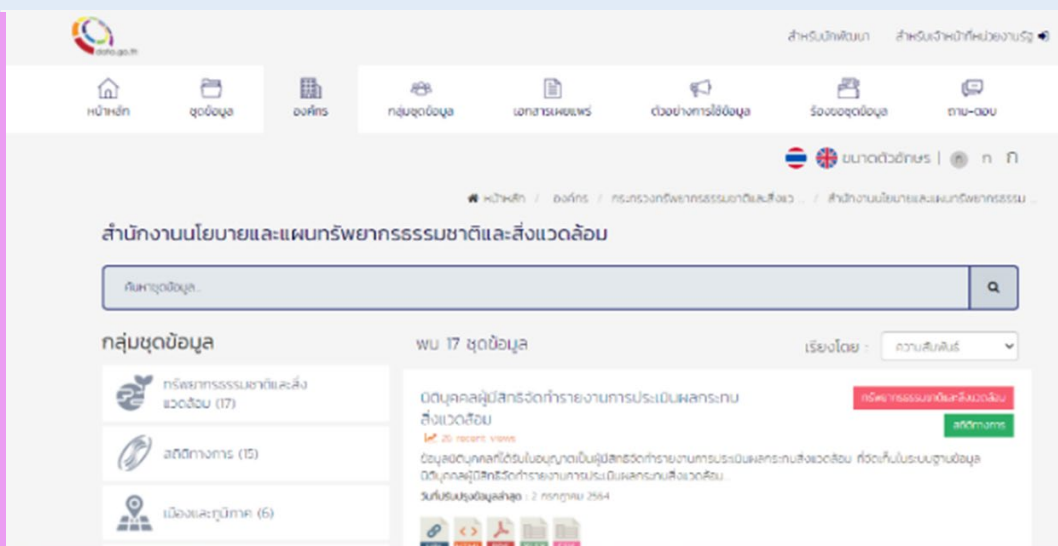 data.go.th
สำหรับนักพัฒนา สำหรับเจ้าหน้าที่หน่วยงานรัฐ
หน้าหลัก ชุดข้อมูล องค์กร กลุ่มชุดข้อมูล เอกสารเผยแพร่ ตัวอย่างการใช้ข้อมูล ร้องขอชุดข้อมูล ถาม-ตอบ
ขนาดตัวอักษร | ก ก ก
หน้าหลัก / องค์กร / กระทรวงทรัพยากรธรรมชาติและสิ่งแว ... / สำนักงานนโยบายและแผนทรัพยากรธรรม ...
สำนักงานนโยบายและแผนทรัพยากรธรรมชาติและสิ่งแวดล้อม
ค้นหาชุดข้อมูล...
กลุ่มชุดข้อมูล พบ 17 ชุดข้อมูล เรียงโดย : ความสัมพันธ์
ทรัพยากรธรรมชาติและสิ่ง
แวดล้อม (17)
สถิติทางการ (15)
เมืองและภูมิภาค (6)
นิติบุคคลผู้มีสิทธิจัดทำรายงานการประเมินผลกระทบ
สิ่งแวดล้อม
ทรัพยากรธรรมชาติและสิ่งแวดล้อม
สถิติทางการ
26 recent views
ข้อมูลนิติบุคคลที่ได้รับใบอนุญาตเป็นผู้มีสิทธิจัดทำรายงานการประเมินผลกระทบสิ่งแวดล้อม ที่จัดเก็บในระบบฐานข้อมูล
นิติบุคคลผู้มีสิทธิจัดทำรายงานการประเมินผลกระทบสิ่งแวดล้อม...
วันที่ปรับปรุงข้อมูลล่าสุด : 2 กรกฎาคม 2564